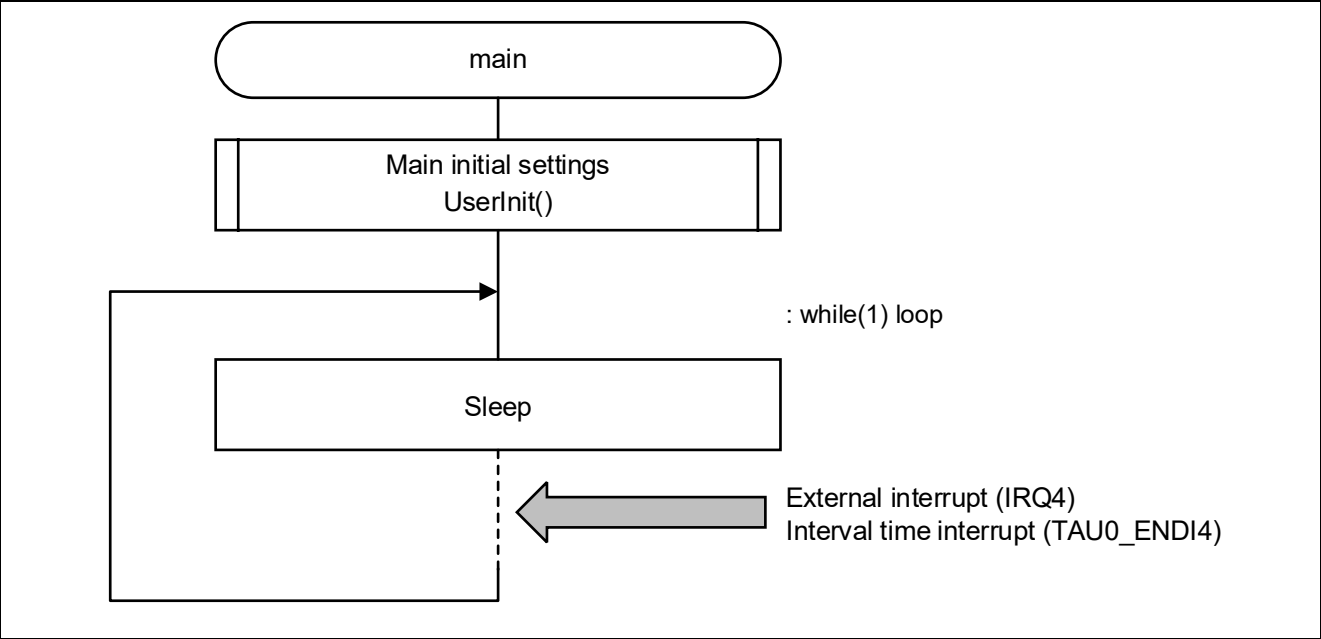 main
Main initial settings
UserInit()
: while(1) loop
Sleep
External interrupt (IRQ4)
Interval time interrupt (TAU0_ENDI4)